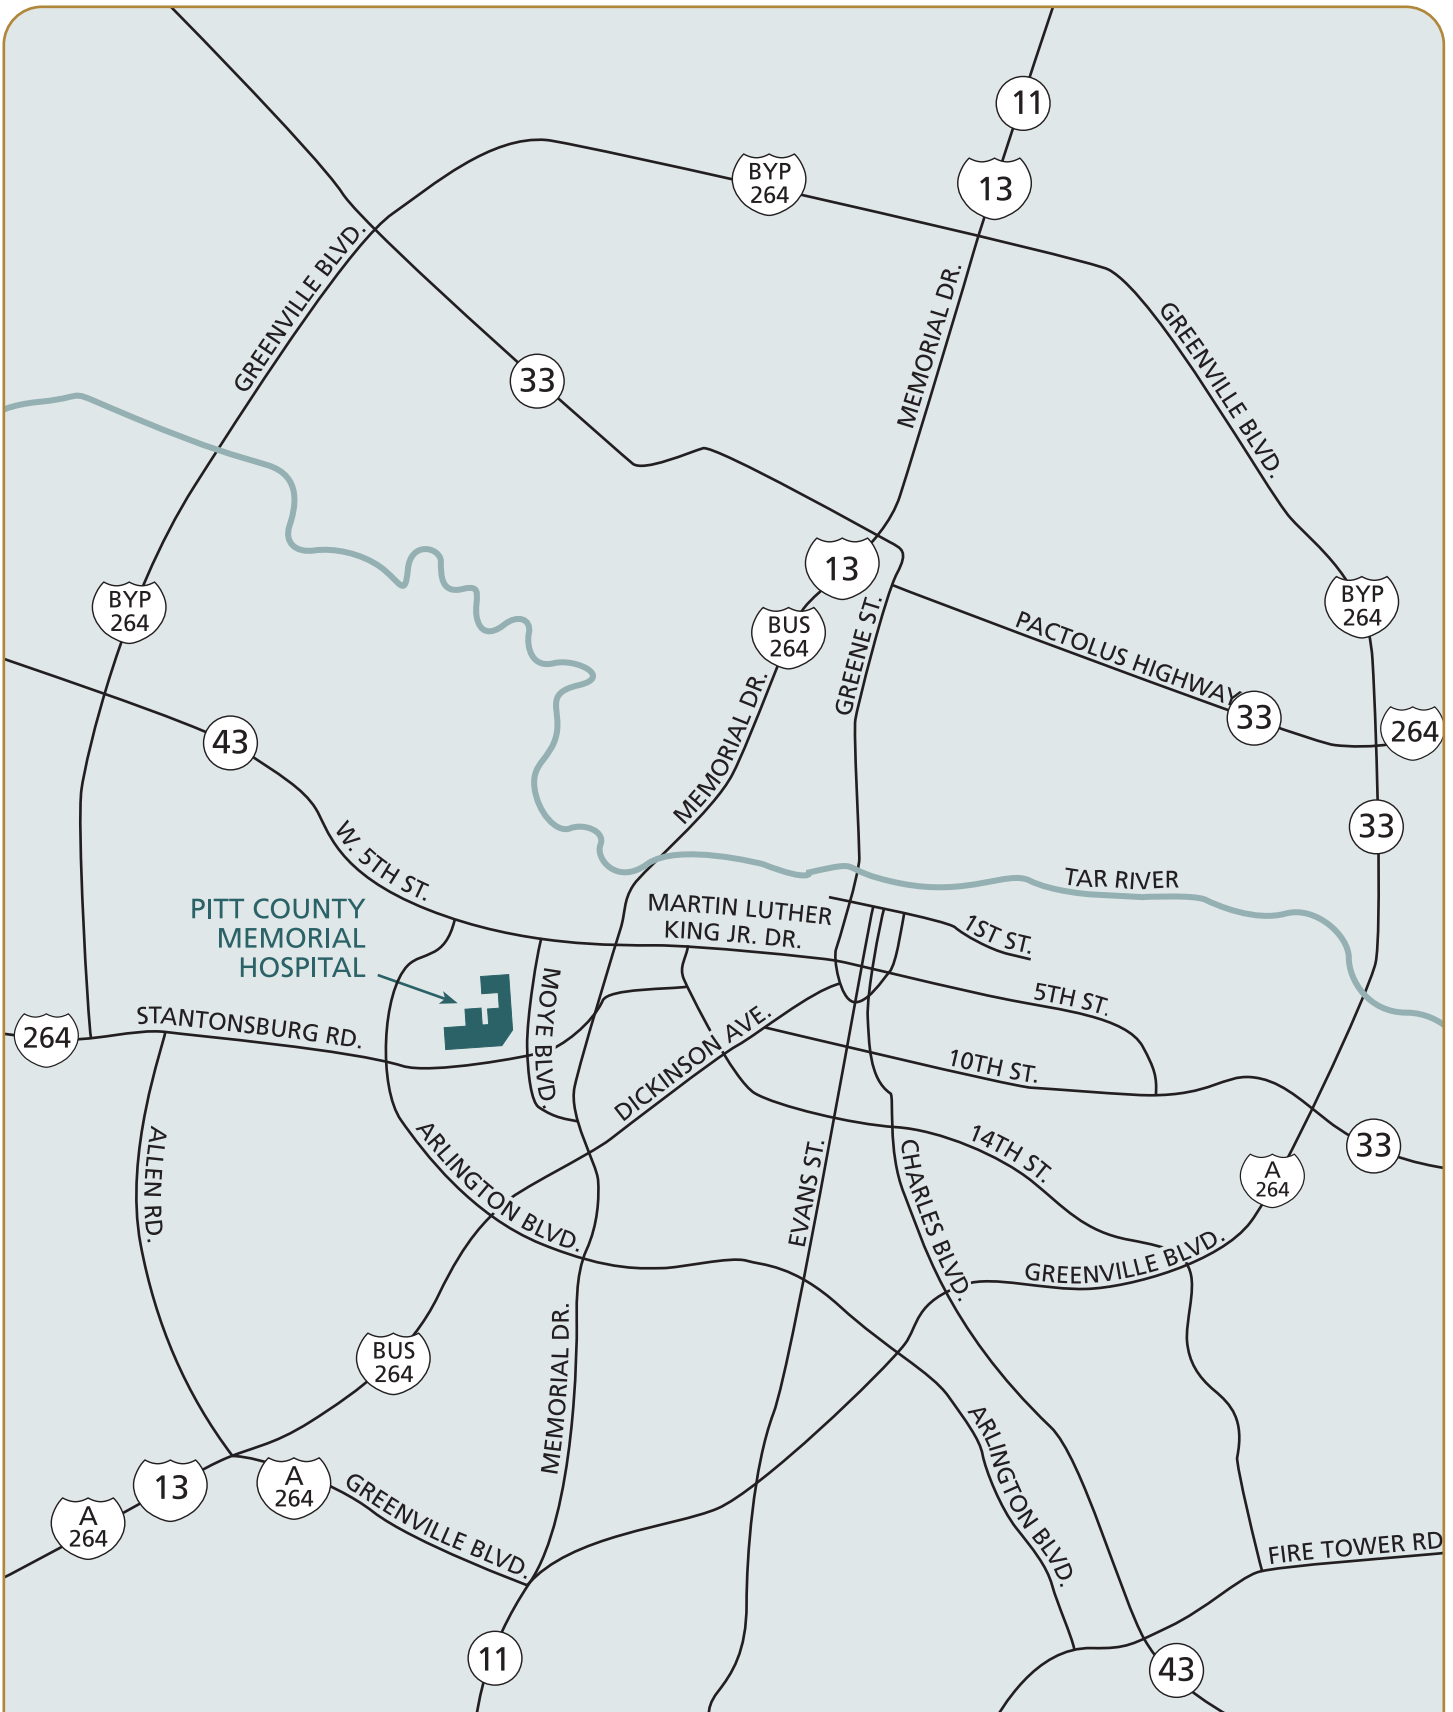 11
BYP
264
13
GREENVILLE BLVD.
MEMORIAL DR.
GREENVILLE BLVD.
33
13
BYP
264
BUS
264
GREENE ST.
PACTOLUS HIGHWAY
BYP
264
33
264
43
MEMORIAL DR.
33
W. 5TH ST.
TAR RIVER
PITT COUNTY
MEMORIAL
HOSPITAL
MARTIN LUTHER
KING JR. DR.
1ST ST.
MOYE BLVD.
5TH ST.
264
STANTONSBURG RD.
DICKINSON AVE.
10TH ST.
ALLEN RD.
ARLINGTON BLVD.
EVANS ST.
CHARLES BLVD.
14TH ST.
33
A
264
GREENVILLE BLVD.
BUS
264
MEMORIAL DR.
ARLINGTON BLVD.
13
A
264
A
264
GREENVILLE BLVD.
FIRE TOWER RD
11
43